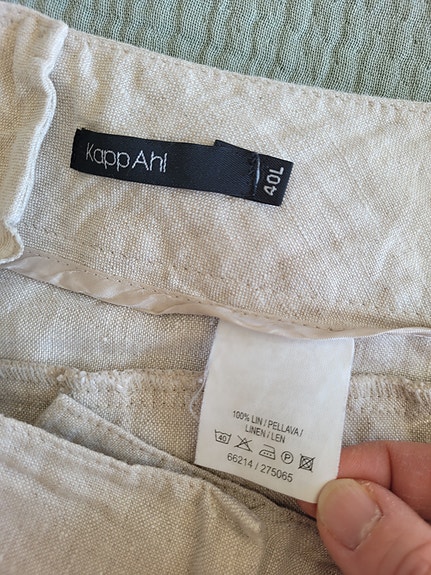 KappAhl
40L
100% LIN / PELLAVA /
LINEN / LEN
40 P
66214 / 275065